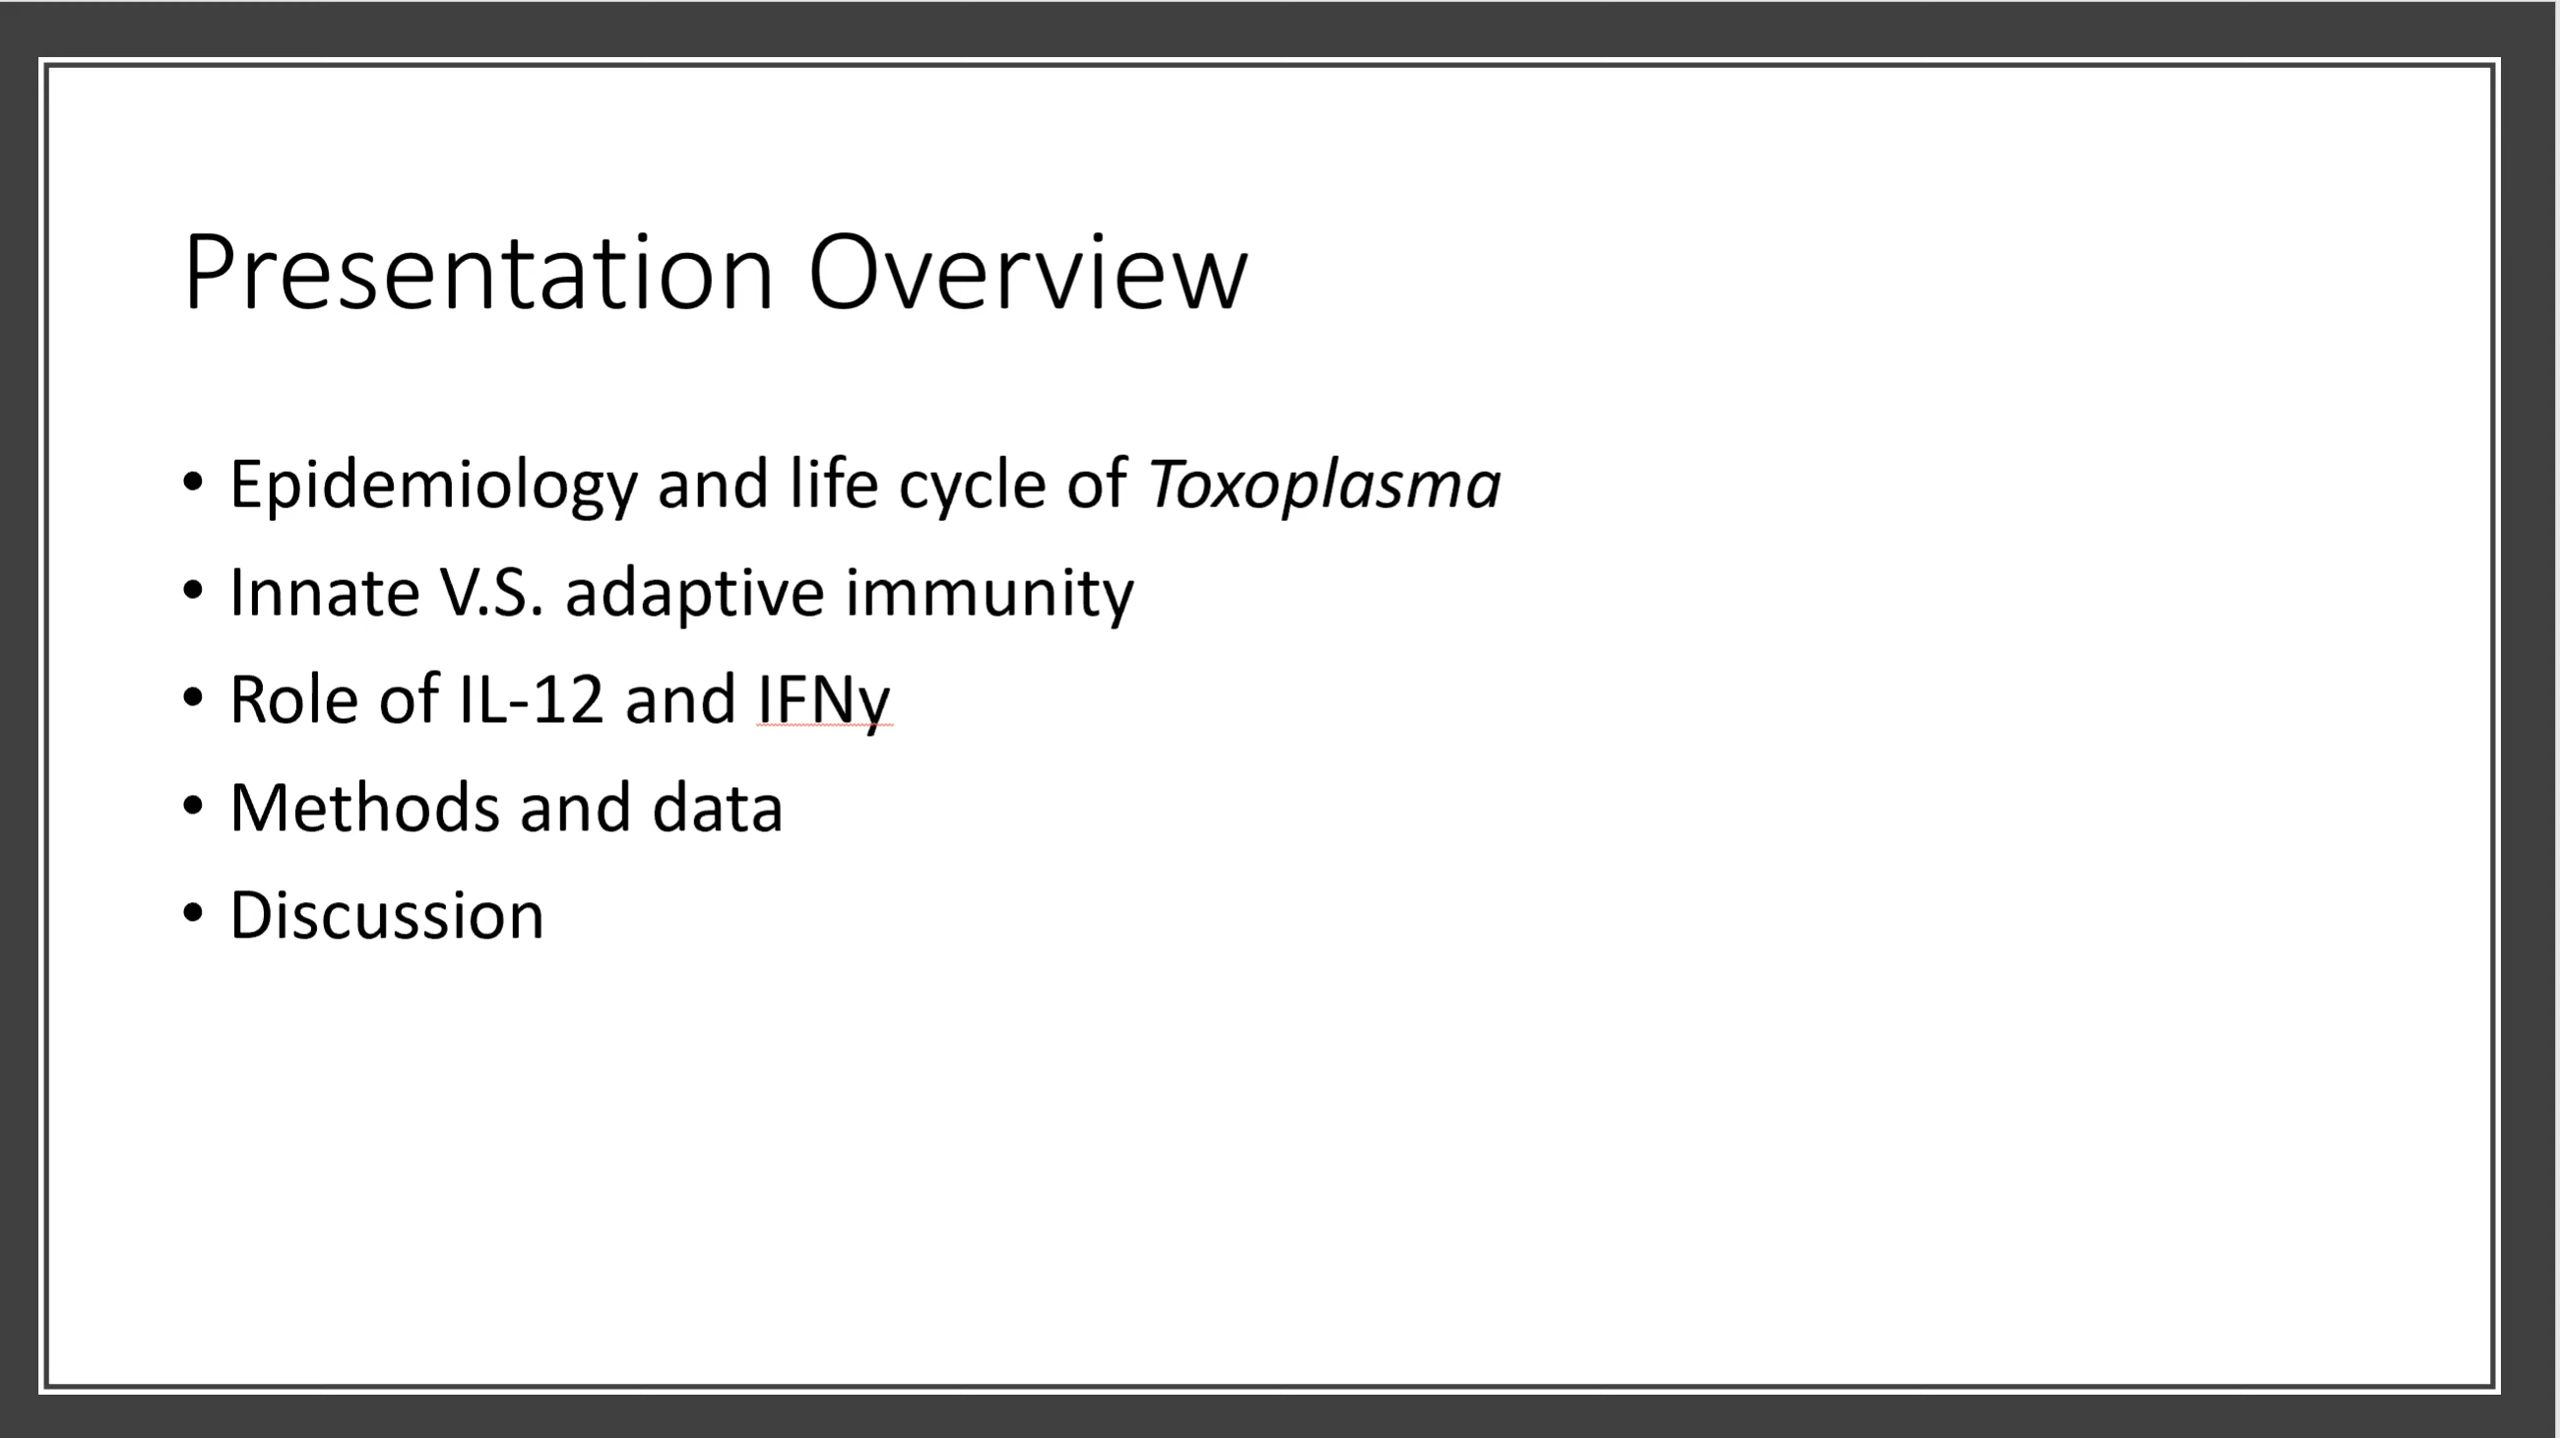 Presentation Overview
• Epidemiology and life cycle of Toxoplasma
• Innate V.S. adaptive immunity
• Role of IL-12 and IFNy
• Methods and data
• Discussion